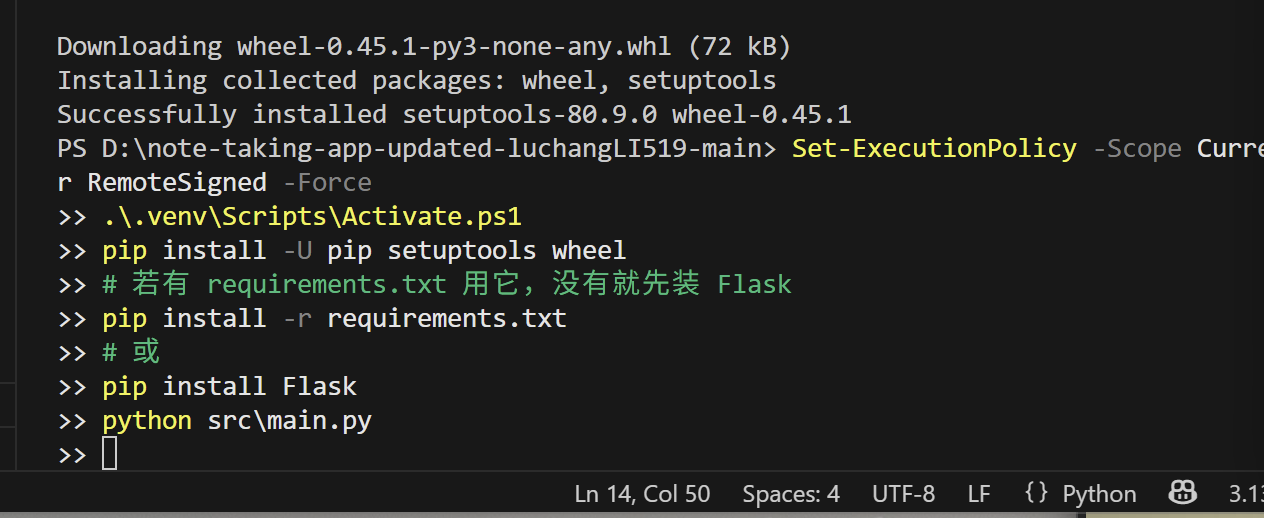 Downloading wheel-0.45.1-py3-none-any.whl (72 kB)
Installing collected packages: wheel, setuptools
Successfully installed setuptools-80.9.0 wheel-0.45.1
PS D:\note-taking-app-updated-luchangLI519-main> Set-ExecutionPolicy -Scope Curre
r RemoteSigned -Force
>> .\.venv\Scripts\Activate.ps1
>> pip install -U pip setuptools wheel
>> # 若有 requirements.txt 用它，没有就先装 Flask
>> pip install -r requirements.txt
>> # 或
>> pip install Flask
>> python src\main.py
>>
Ln 14, Col 50 Spaces: 4 UTF-8 LF {} Python 3.13